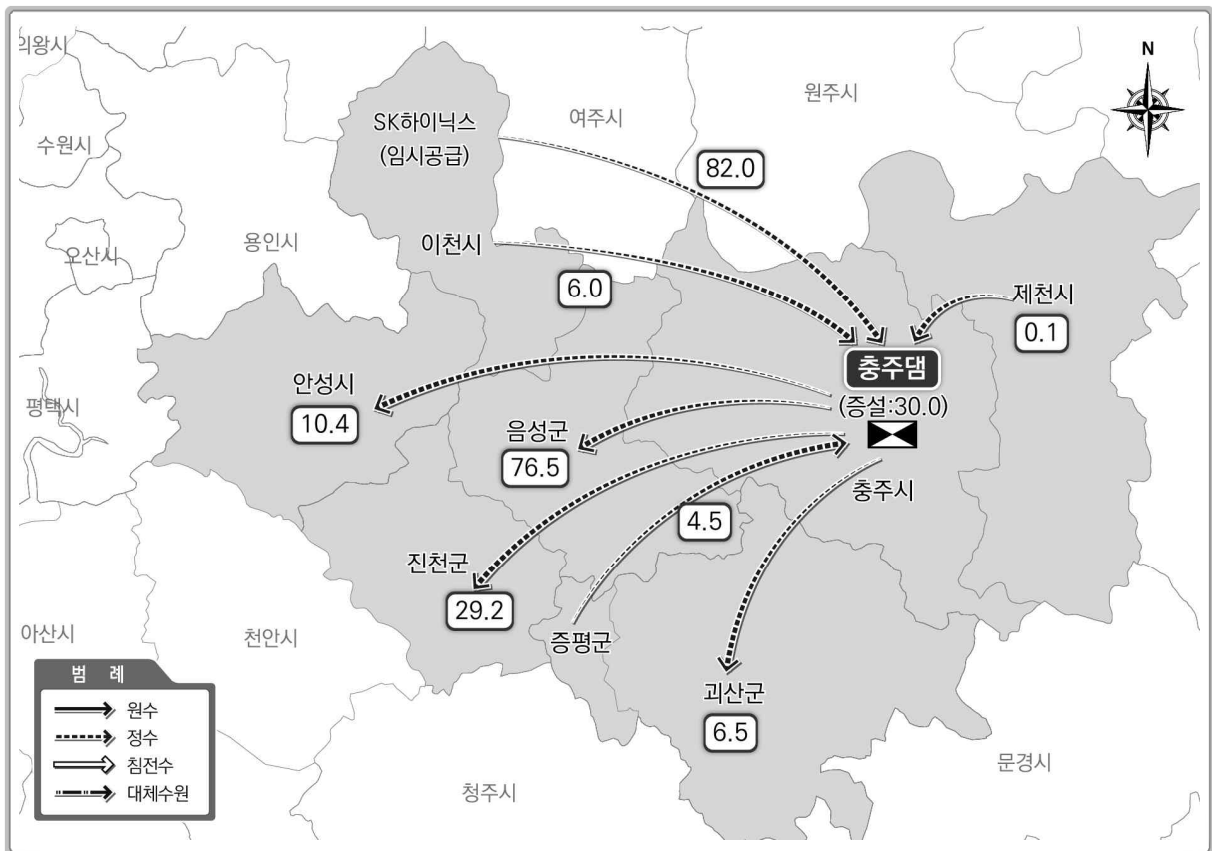 의왕시
N
원주시
여주시
SK하이닉스
(임시공급)
수원시
82.0
용인시
이천시
오산시
6.0
제천시
0.1
충주댐
(증설:30.0)
안성시
10.4
평택시
음성군
76.5
충주시
4.5
진천군
29.2
아산시
천안시
증평군
괴산군
6.5
문경시
청주시
범 례
원수
정수
침전수
대체수원